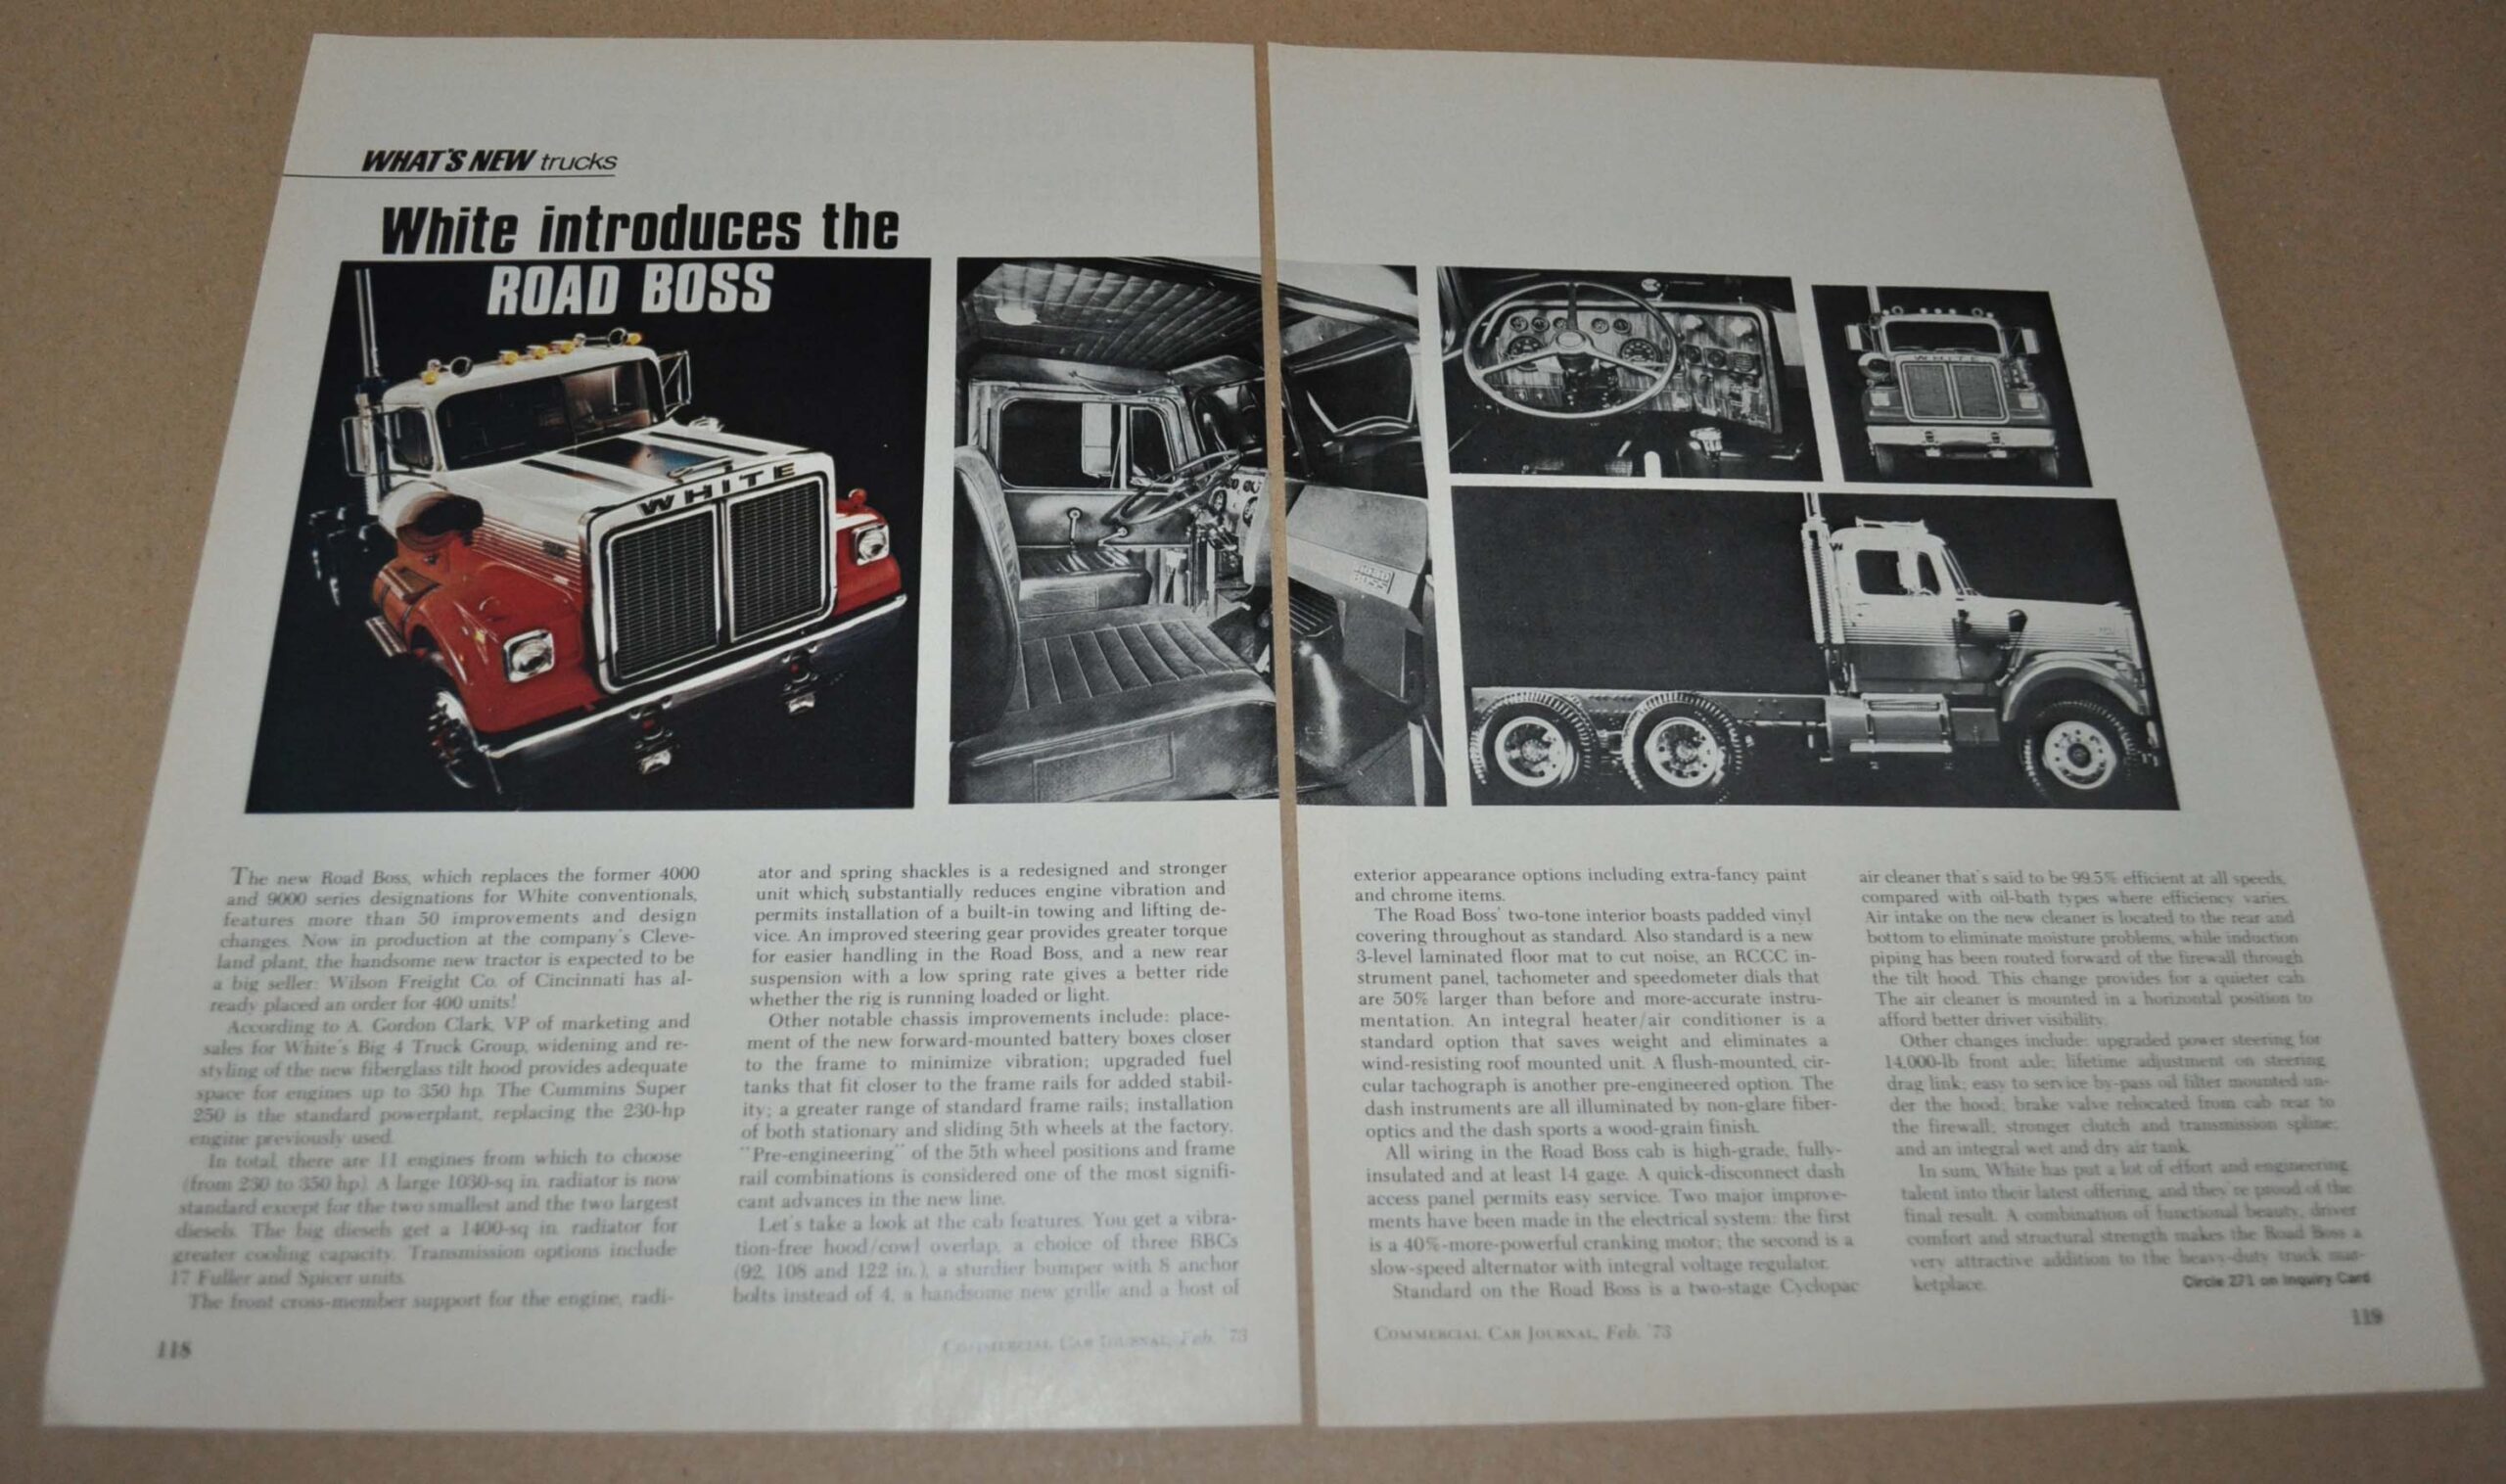 WHAT'S NEW trucks
White introduces the
ROAD BOSS
WHITE
WHITE
ROAD
BOSS
The new Road Boss, which replaces the former 4000
and 9000 series designations for White conventionals,
features more than 50 improvements and design
changes. Now in production at the company's Cleve-
land plant, the handsome new tractor is expected to be
a big seller: Wilson Freight Co. of Cincinnati has al-
ready placed an order for 400 units!
According to A. Gordon Clark, VP of marketing and
sales for White's Big 4 Truck Group, widening and re-
styling of the new fiberglass tilt hood provides adequate
space for engines up to 350 hp. The Cummins Super
250 is the standard powerplant, replacing the 230-hp
engine previously used.
In total, there are 11 engines from which to choose
(from 230 to 350 hp). A large 1030-sq in. radiator is now
standard except for the two smallest and the two largest
diesels. The big diesels get a 1400-sq in. radiator for
greater cooling capacity. Transmission options include
17 Fuller and Spicer units.
The front cross-member support for the engine, radi-
ator and spring shackles is a redesigned and stronger
unit which substantially reduces engine vibration and
permits installation of a built-in towing and lifting de-
vice. An improved steering gear provides greater torque
for easier handling in the Road Boss, and a new rear
suspension with a low spring rate gives a better ride
whether the rig is running loaded or light.
Other notable chassis improvements include: place-
ment of the new forward-mounted battery boxes closer
to the frame to minimize vibration; upgraded fuel
tanks that fit closer to the frame rails for added stabil-
ity; a greater range of standard frame rails; installation
of both stationary and sliding 5th wheels at the factory.
"Pre-engineering" of the 5th wheel positions and frame
rail combinations is considered one of the most signifi-
cant advances in the new line.
Let's take a look at the cab features. You get a vibra-
tion-free hood/cowl overlap, a choice of three BBCs
(92, 108 and 122 in.), a sturdier bumper with 8 anchor
bolts instead of 4, a handsome new grille and a host of
118
COMMERCIAL CAR JOURNAL, Feb. '73
exterior appearance options including extra-fancy paint
and chrome items.
The Road Boss' two-tone interior boasts padded vinyl
covering throughout as standard. Also standard is a new
3-level laminated floor mat to cut noise, an RCCC in-
strument panel, tachometer and speedometer dials that
are 50% larger than before and more-accurate instru-
mentation. An integral heater/air conditioner is a
standard option that saves weight and eliminates a
wind-resisting roof mounted unit. A flush-mounted, cir-
cular tachograph is another pre-engineered option. The
dash instruments are all illuminated by non-glare fiber-
optics and the dash sports a wood-grain finish.
All wiring in the Road Boss cab is high-grade, fully-
insulated and at least 14 gage. A quick-disconnect dash
access panel permits easy service. Two major improve-
ments have been made in the electrical system: the first
is a 40%-more-powerful cranking motor; the second is a
slow-speed alternator with integral voltage regulator.
Standard on the Road Boss is a two-stage Cyclopac
air cleaner that's said to be 99.5% efficient at all speeds,
compared with oil-bath types where efficiency varies.
Air intake on the new cleaner is located to the rear and
bottom to eliminate moisture problems, while induction
piping has been routed forward of the firewall through
the tilt hood. This change provides for a quieter cab.
The air cleaner is mounted in a horizontal position to
afford better driver visibility.
Other changes include: upgraded power steering for
14,000-lb front axle; lifetime adjustment on steering
drag link; easy to service by-pass oil filter mounted un-
der the hood; brake valve relocated from cab rear to
the firewall; stronger clutch and transmission spline;
and an integral wet and dry air tank.
In sum, White has put a lot of effort and engineering
talent into their latest offering, and they're proud of the
final result. A combination of functional beauty, driver
comfort and structural strength makes the Road Boss a
very attractive addition to the heavy-duty truck mar-
ketplace.
Circle 271 on Inquiry Card
COMMERCIAL CAR JOURNAL, Feb. '73
119